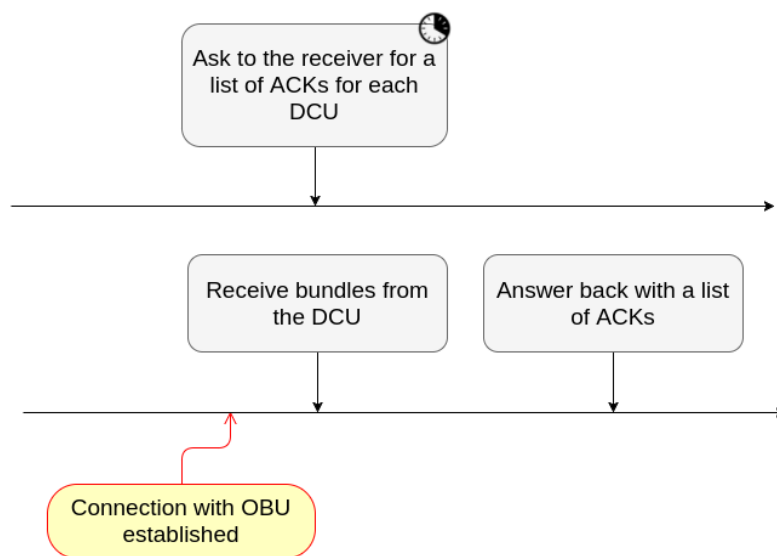 Ask to the receiver for a
list of ACKs for each
DCU
Receive bundles from
the DCU
Answer back with a list
of ACKs
Connection with OBU
established